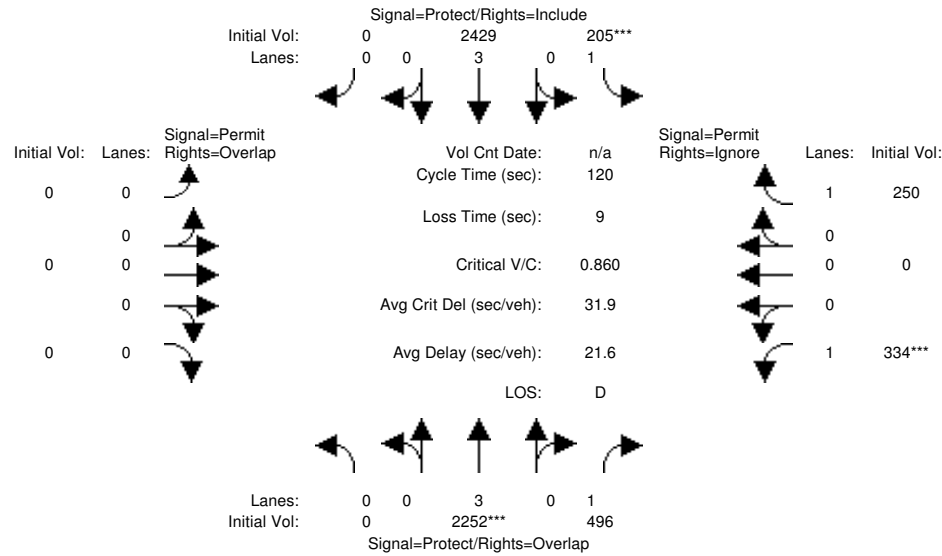 Signal=Protect/Rights=Include
Initial Vol: 0 2429 205***
Lanes: 0 0 3 0 1
Signal=Permit Signal=Permit
Initial Vol: Lanes: Rights=Overlap Vol Cnt Date: n/a Rights=Ignore Lanes: Initial Vol:
Cycle Time (sec): 120
0 0 1 250
Loss Time (sec): 9
0 0
0 0 Critical V/C: 0.860 0 0
0 Avg Crit Del (sec/veh): 31.9 0
0 0 Avg Delay (sec/veh): 21.6 1 334***
LOS: D
Lanes: 0 0 3 0 1
Initial Vol: 0 2252*** 496
Signal=Protect/Rights=Overlap